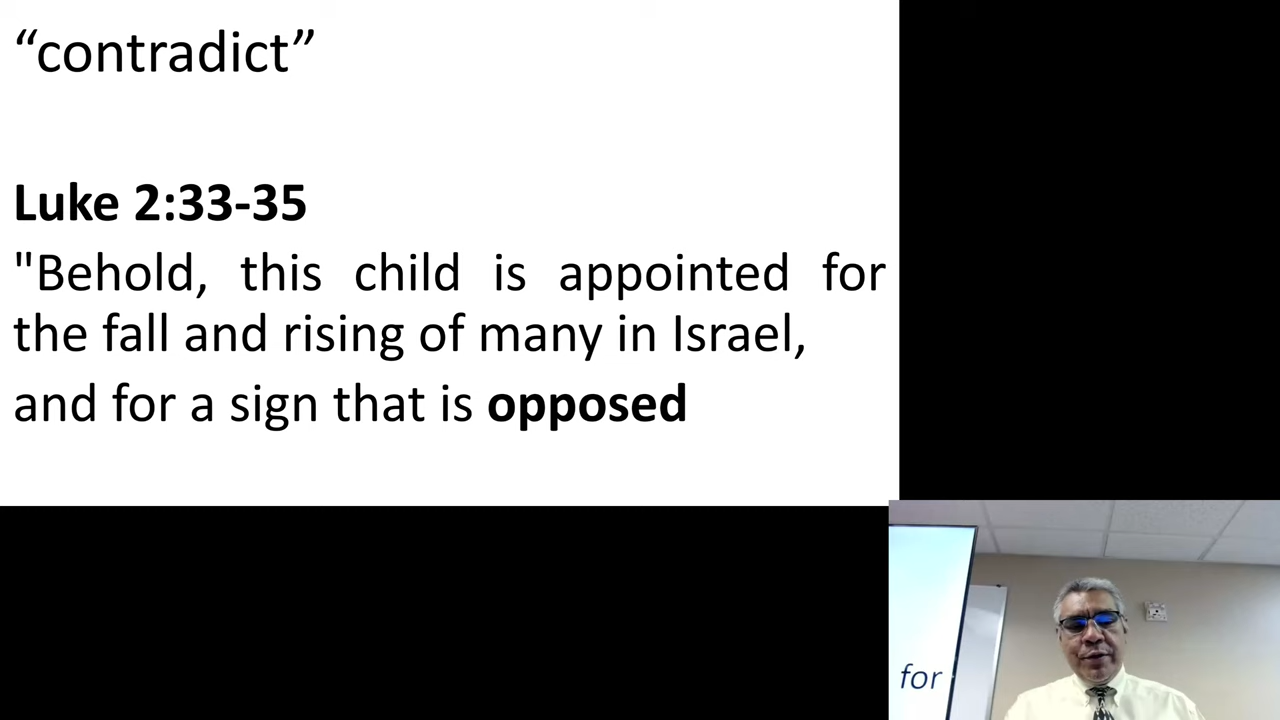 “contradict”
Luke 2:33-35
"Behold, this child is appointed for
the fall and rising of many in Israel,
and for a sign that is opposed
for